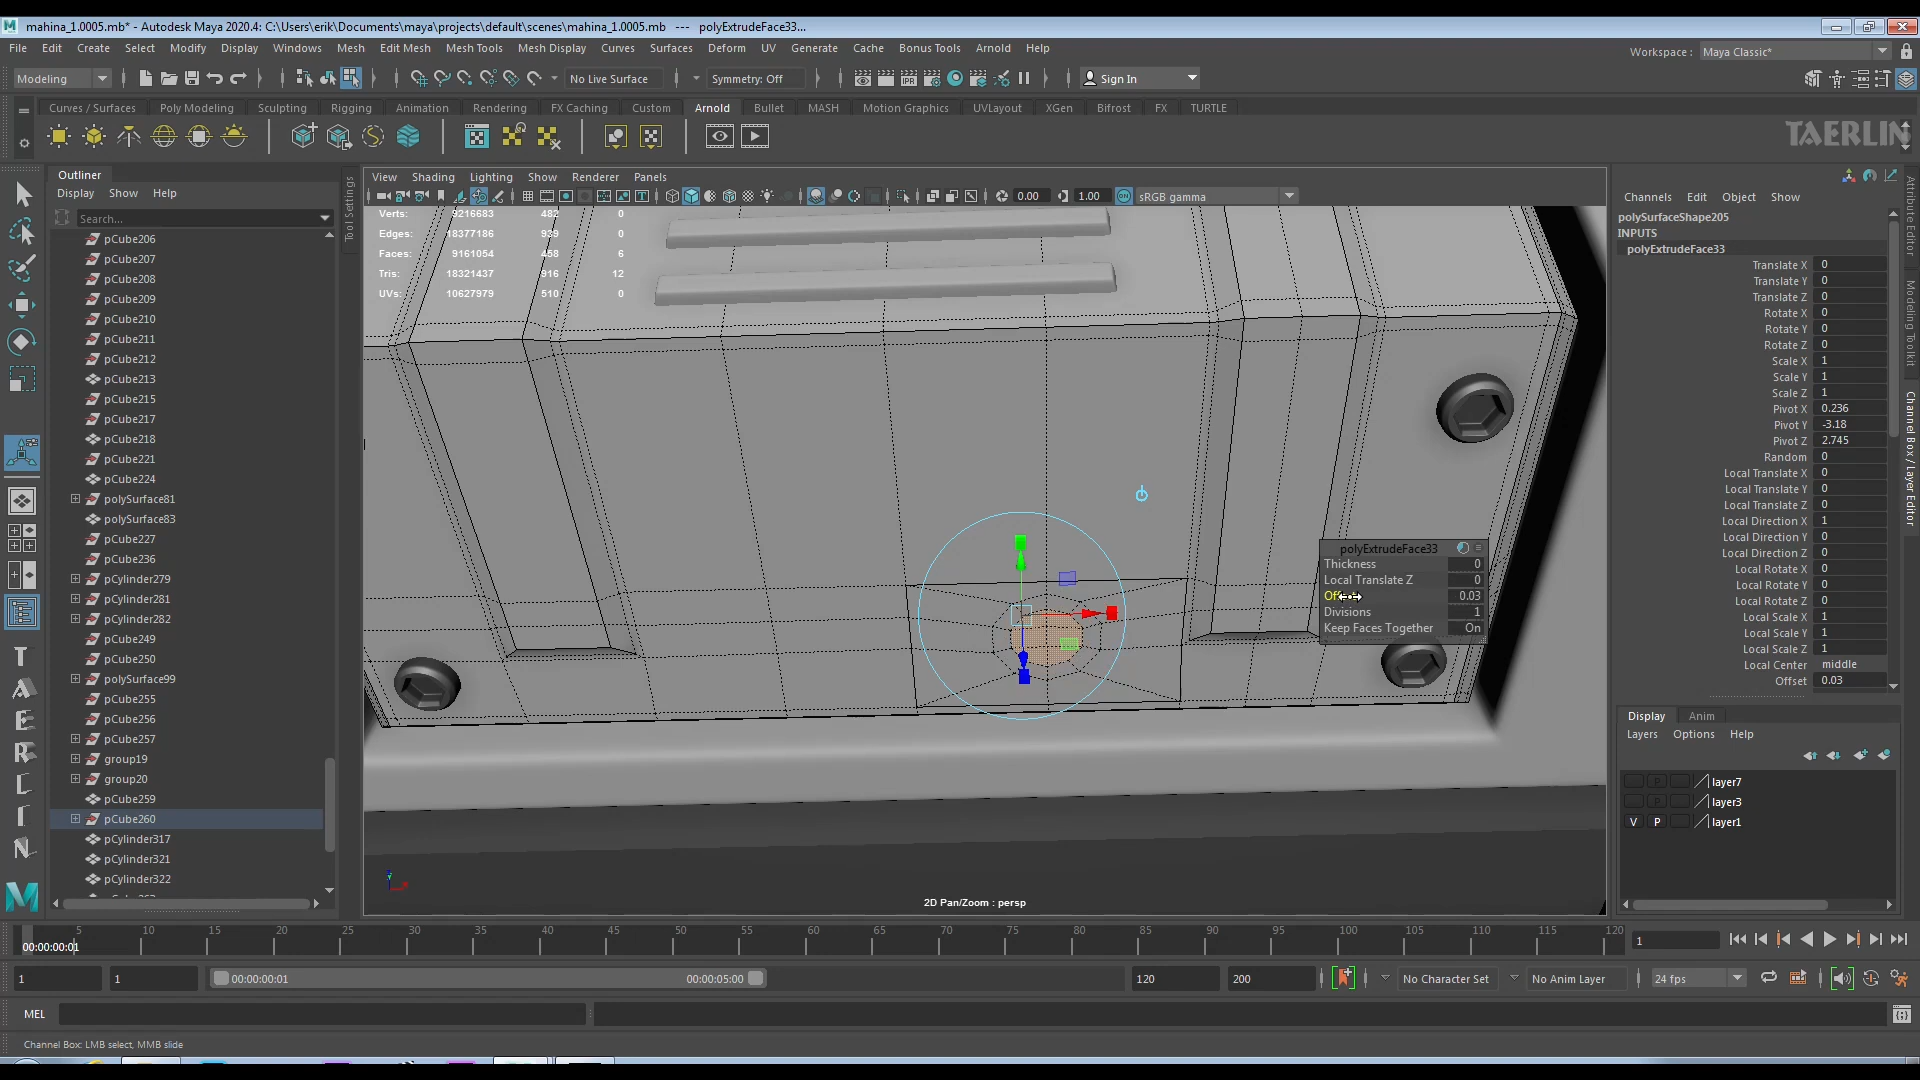 mahina_1.0005.mb* - Autodesk Maya 2020.4: C:\Users\erik\Documents\maya\projects\default\scenes\mahina_1.0005.mb --- polyExtrudeFace33...
File Edit Create Select Modify Display Windows Mesh Edit Mesh Mesh Tools Mesh Display Curves Surfaces Deform UV Generate Cache Bonus Tools Arnold Help
Workspace : Maya Classic*
Modeling
No Live Surface
Symmetry: Off
Sign In
Curves / Surfaces Poly Modeling Sculpting Rigging Animation Rendering FX Caching Custom Arnold Bullet MASH Motion Graphics UVLayout XGen Bifrost FX TURTLE
TAERLIN
Outliner
Display Show Help
Search...
pCube206
pCube207
pCube208
pCube209
pCube210
pCube211
pCube212
pCube213
pCube215
pCube217
pCube218
pCube221
pCube224
polySurface81
polySurface83
pCube227
pCube236
pCylinder279
pCylinder281
pCylinder282
pCube249
pCube250
polySurface99
pCube255
pCube256
pCube257
group19
group20
pCube259
pCube260
pCylinder317
pCylinder321
pCylinder322
Tool Settings
View Shading Lighting Show Renderer Panels
0.00 1.00 sRGB gamma
Verts: 9216683 482 0
Edges: 18377186 939 0
Faces: 9161054 458 6
Tris: 18321437 916 12
UVs: 10627979 510 0
polyExtrudeFace33
Thickness 0
Local Translate Z 0
0.03
Divisions 1
Keep Faces Together On
2D Pan/Zoom : persp
Channels Edit Object Show
polySurfaceShape205
INPUTS
polyExtrudeFace33
Translate X 0
Translate Y 0
Translate Z 0
Rotate X 0
Rotate Y 0
Rotate Z 0
Scale X 1
Scale Y 1
Scale Z 1
Pivot X 0.236
Pivot Y -3.18
Pivot Z 2.745
Random 0
Local Translate X 0
Local Translate Y 0
Local Translate Z 0
Local Direction X 1
Local Direction Y 0
Local Direction Z 0
Local Rotate X 0
Local Rotate Y 0
Local Rotate Z 0
Local Scale X 1
Local Scale Y 1
Local Scale Z 1
Local Center middle
Offset 0.03
Display Anim
Layers Options Help
layer7
layer3
V P layer1
Attribute Editor
Modeling Toolkit
Channel Box / Layer Editor
5 10 15 20 25 30 35 40 45 50 55 60 65 70 75 80 85 90 95 100 105 110 115 120
00:00:00:01
1
1 1 00:00:00:01 00:00:05:00 120 200 No Character Set No Anim Layer 24 fps
MEL
Channel Box: LMB select, MMB slide